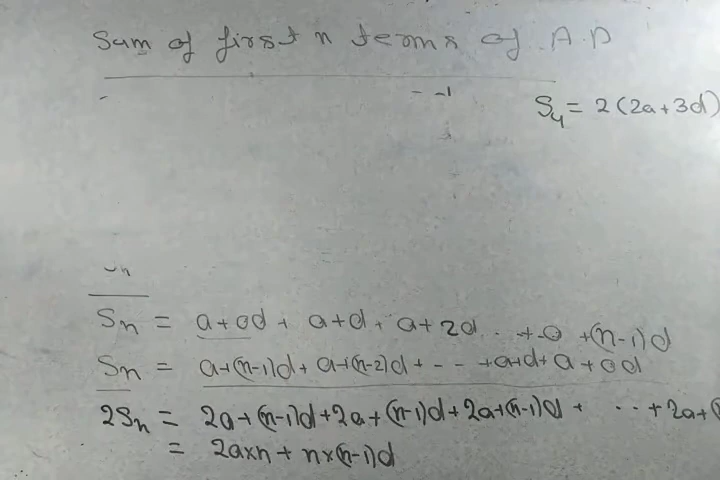 Sum of first n terms of A.P
S₄ = 2(2a+3d)
Sn = a+0d + a+d + a+2d ... + a + (n-1)d
Sn = a+(n-1)d + a+(n-2)d + - - - + a+d + a + 0d
2Sn = 2a+(n-1)d+2a+(n-1)d+2a+(n-1)d + ... + 2a+(
= 2a×n + n×(n-1)d